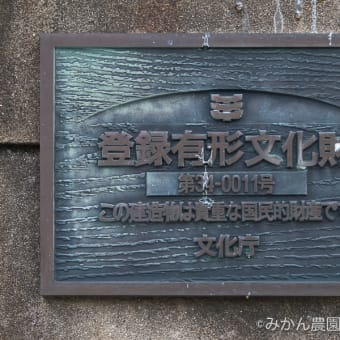 登録有形文化財
第34-0011号
この建造物は貴重な国民的財産で
文化庁
©みかん農園